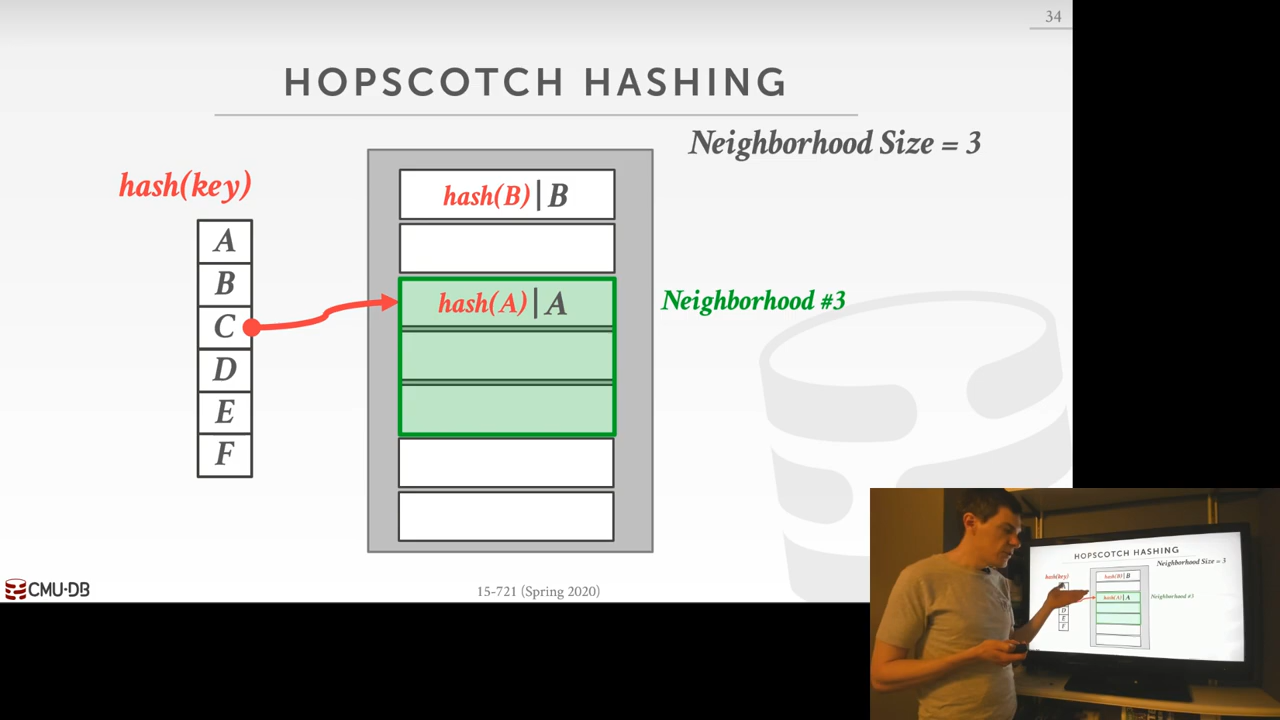 34
HOPSCOTCH HASHING
Neighborhood Size = 3
hash(key)
A
B
C
D
E
F
hash(B) | B
hash(A) | A
Neighborhood #3
CMU·DB
15-721 (Spring 2020)
HOPSCOTCH HASHING
Neighborhood Size = 3
hash(key)
hash(B) | B
hash(A) | A
Neighborhood #3
D
E
F